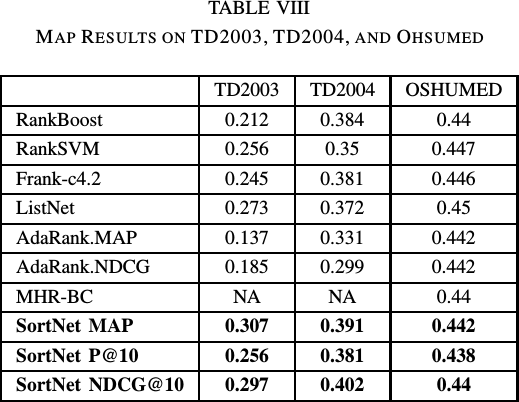 TABLE VIII
MAP RESULTS ON TD2003, TD2004, AND OHSUMED
TD2003 TD2004 OSHUMED
RankBoost 0.212 0.384 0.44
RankSVM 0.256 0.35 0.447
Frank-c4.2 0.245 0.381 0.446
ListNet 0.273 0.372 0.45
AdaRank.MAP 0.137 0.331 0.442
AdaRank.NDCG 0.185 0.299 0.442
MHR-BC NA NA 0.44
SortNet MAP 0.307 0.391 0.442
SortNet P@10 0.256 0.381 0.438
SortNet NDCG@10 0.297 0.402 0.44